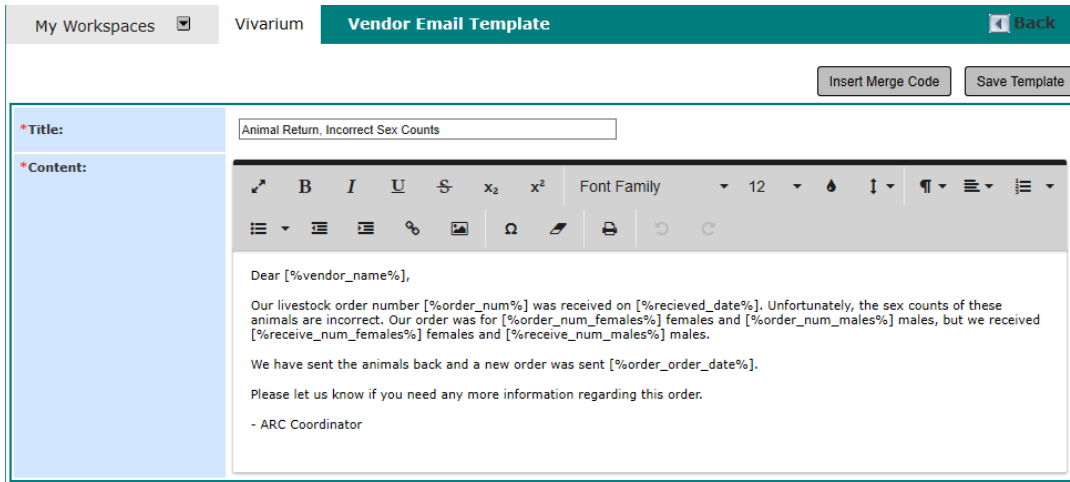 My Workspaces Vivarium Vendor Email Template Back
Insert Merge Code Save Template
*Title: Animal Return, Incorrect Sex Counts
*Content:
B I U S x₂ x² Font Family 12
Ω
Dear [%vendor_name%],
Our livestock order number [%order_num%] was received on [%recieved_date%]. Unfortunately, the sex counts of these
animals are incorrect. Our order was for [%order_num_females%] females and [%order_num_males%] males, but we received
[%receive_num_females%] females and [%receive_num_males%] males.
We have sent the animals back and a new order was sent [%order_order_date%].
Please let us know if you need any more information regarding this order.
- ARC Coordinator